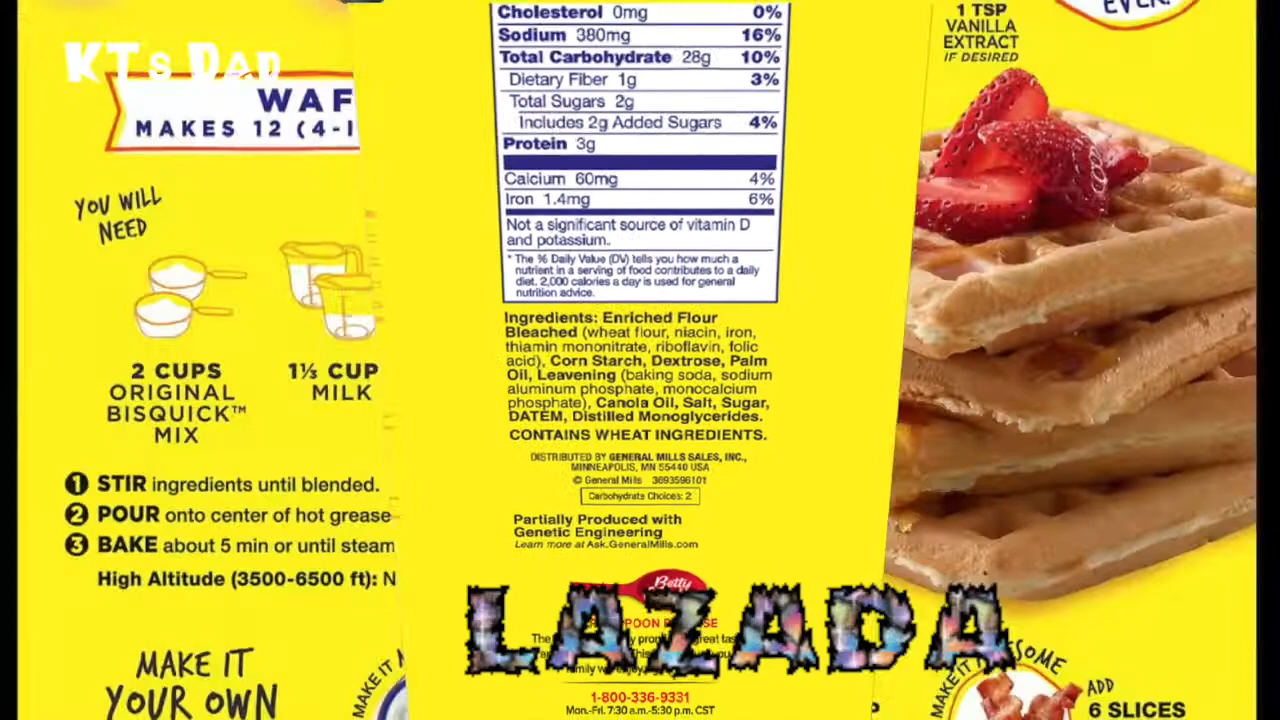 KTs Dad
WAF
MAKES 12 (4-I
YOU WILL
NEED
2 CUPS
ORIGINAL
BISQUICK™
MIX
1⅓ CUP
MILK
1 STIR ingredients until blended.
2 POUR onto center of hot grease
3 BAKE about 5 min or until steam
High Altitude (3500-6500 ft): N
MAKE IT
YOUR OWN
MAKE IT
Cholesterol 0mg 0%
Sodium 380mg 16%
Total Carbohydrate 28g 10%
Dietary Fiber 1g 3%
Total Sugars 2g
Includes 2g Added Sugars 4%
Protein 3g
Calcium 60mg 4%
Iron 1.4mg 6%
Not a significant source of vitamin D
and potassium.
* The % Daily Value (DV) tells you how much a
nutrient in a serving of food contributes to a daily
diet. 2,000 calories a day is used for general
nutrition advice.
Ingredients: Enriched Flour
Bleached (wheat flour, niacin, iron,
thiamin mononitrate, riboflavin, folic
acid), Corn Starch, Dextrose, Palm
Oil, Leavening (baking soda, sodium
aluminum phosphate, monocalcium
phosphate), Canola Oil, Salt, Sugar,
DATEM, Distilled Monoglycerides.
CONTAINS WHEAT INGREDIENTS.
DISTRIBUTED BY GENERAL MILLS SALES, INC.,
MINNEAPOLIS, MN 55440 USA
© General Mills 3693596101
Carbohydrate Choices: 2
Partially Produced with
Genetic Engineering
Learn more at Ask.GeneralMills.com
Betty
LAZADA
1-800-336-9331
Mon.-Fri. 7:30 a.m.-5:30 p.m. CST
EVER!
1 TSP
VANILLA
EXTRACT
IF DESIRED
MAKE IT AWESOME
ADD
6 SLICES